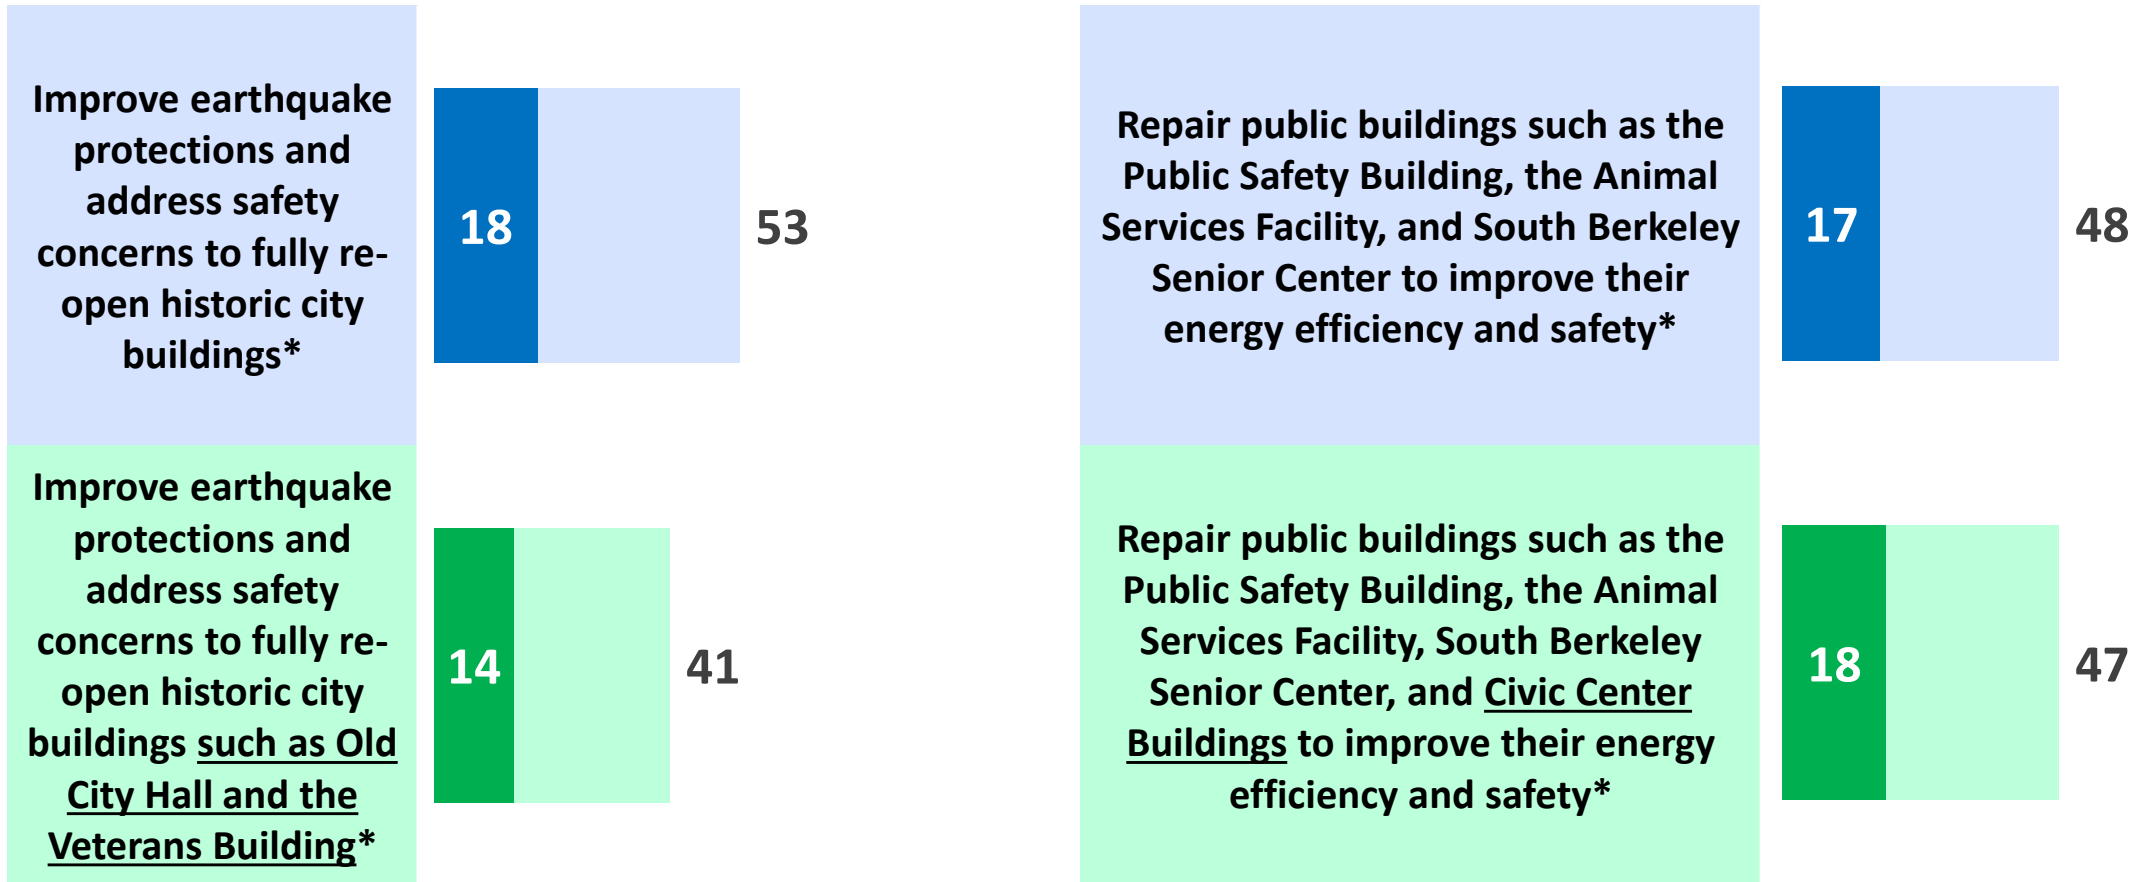 Improve earthquake
protections and
address safety
concerns to fully re-
open historic city
buildings*
18
53
Improve earthquake
protections and
address safety
concerns to fully re-
open historic city
buildings such as Old
City Hall and the
Veterans Building*
14
41
Repair public buildings such as the
Public Safety Building, the Animal
Services Facility, and South Berkeley
Senior Center to improve their
energy efficiency and safety*
17
48
Repair public buildings such as the
Public Safety Building, the Animal
Services Facility, South Berkeley
Senior Center, and Civic Center
Buildings to improve their energy
efficiency and safety*
18
47